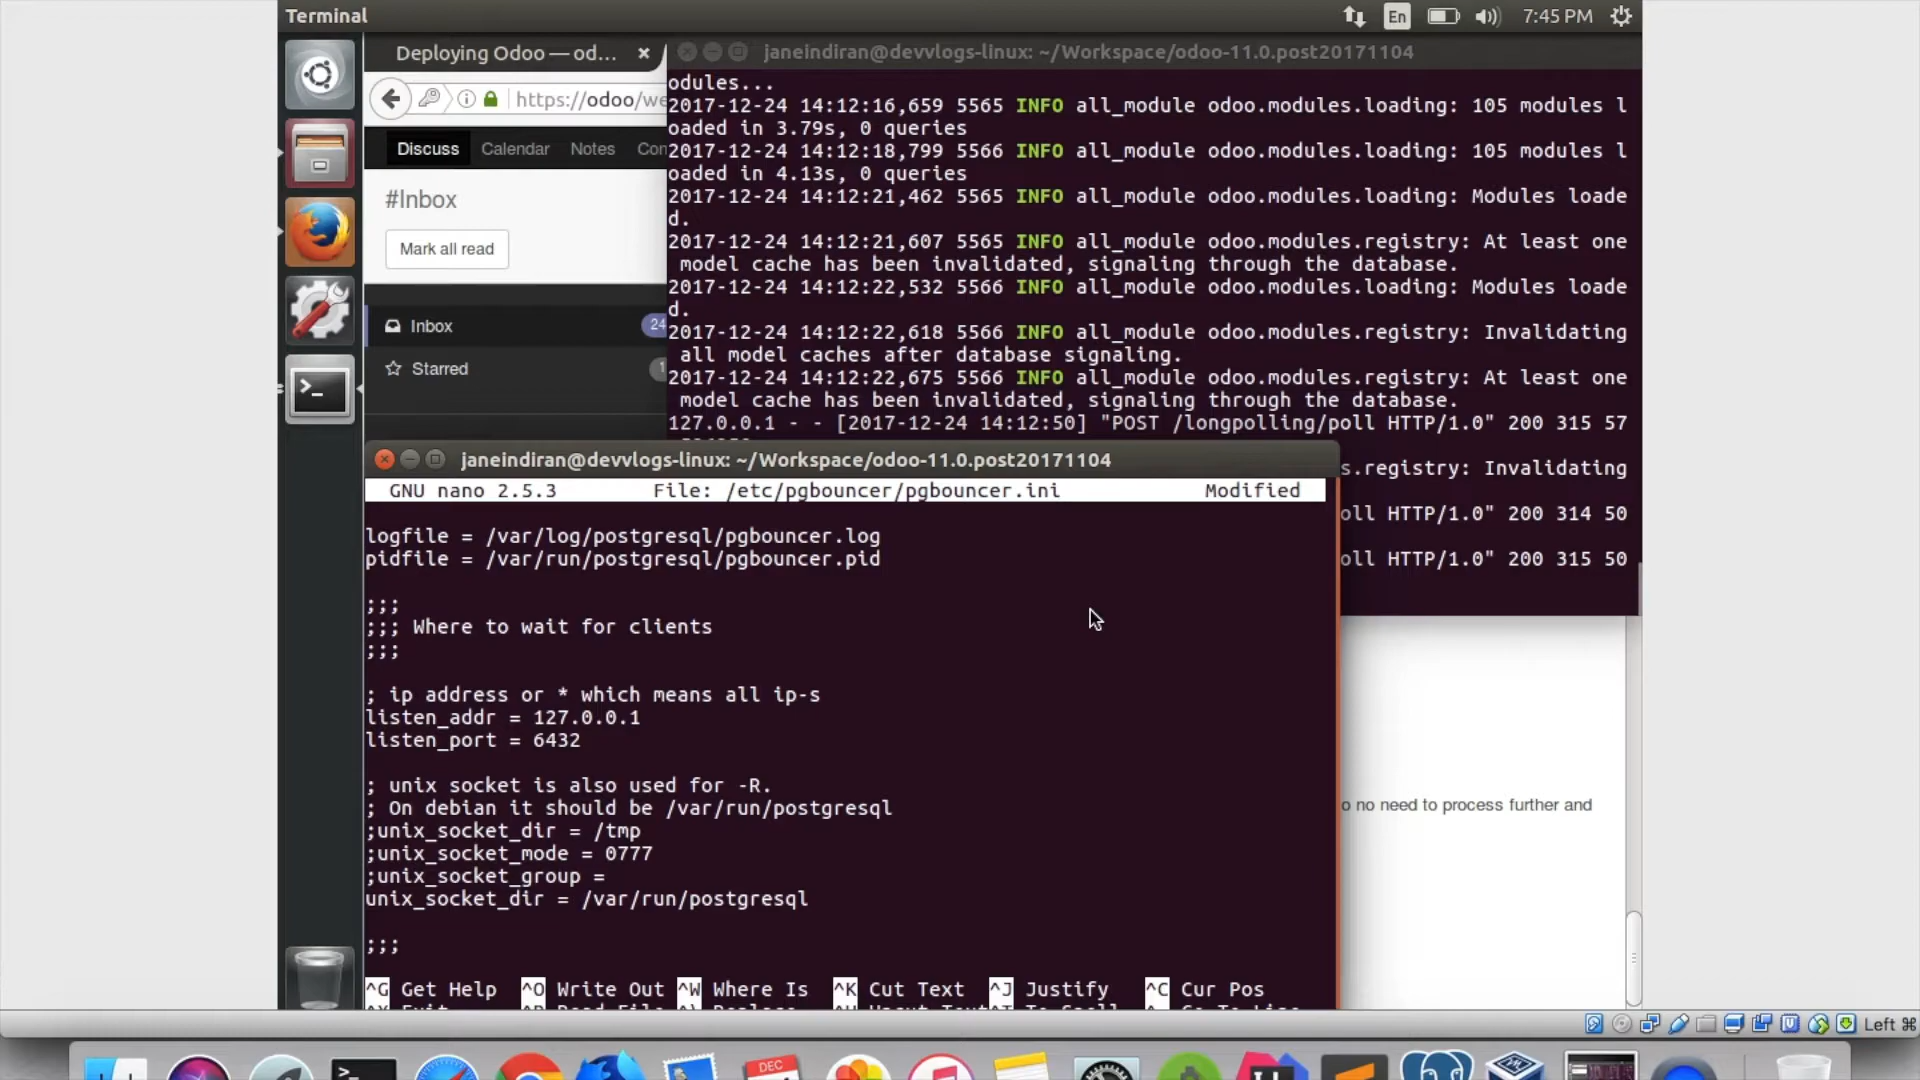 Terminal
En
7:45 PM
Deploying Odoo — od...
https://odoo/we
Discuss Calendar Notes Con
#Inbox
Mark all read
Inbox 24
Starred 1
janeindiran@devvlogs-linux: ~/Workspace/odoo-11.0.post20171104
odules...
2017-12-24 14:12:16,659 5565 INFO all_module odoo.modules.loading: 105 modules l
oaded in 3.79s, 0 queries
2017-12-24 14:12:18,799 5566 INFO all_module odoo.modules.loading: 105 modules l
oaded in 4.13s, 0 queries
2017-12-24 14:12:21,462 5565 INFO all_module odoo.modules.loading: Modules loade
d.
2017-12-24 14:12:21,607 5565 INFO all_module odoo.modules.registry: At least one
model cache has been invalidated, signaling through the database.
2017-12-24 14:12:22,532 5566 INFO all_module odoo.modules.loading: Modules loade
d.
2017-12-24 14:12:22,618 5566 INFO all_module odoo.modules.registry: Invalidating
all model caches after database signaling.
2017-12-24 14:12:22,675 5566 INFO all_module odoo.modules.registry: At least one
model cache has been invalidated, signaling through the database.
127.0.0.1 - - [2017-12-24 14:12:50] "POST /longpolling/poll HTTP/1.0" 200 315 57
s.registry: Invalidating
oll HTTP/1.0" 200 314 50
oll HTTP/1.0" 200 315 50
janeindiran@devvlogs-linux: ~/Workspace/odoo-11.0.post20171104
GNU nano 2.5.3 File: /etc/pgbouncer/pgbouncer.ini Modified
logfile = /var/log/postgresql/pgbouncer.log
pidfile = /var/run/postgresql/pgbouncer.pid
;;;
;;; Where to wait for clients
;;;
; ip address or * which means all ip-s
listen_addr = 127.0.0.1
listen_port = 6432
; unix socket is also used for -R.
; On debian it should be /var/run/postgresql
;unix_socket_dir = /tmp
;unix_socket_mode = 0777
;unix_socket_group =
unix_socket_dir = /var/run/postgresql
;;;
^G Get Help ^O Write Out ^W Where Is ^K Cut Text ^J Justify ^C Cur Pos
o no need to process further and
Left ⌘
DEC